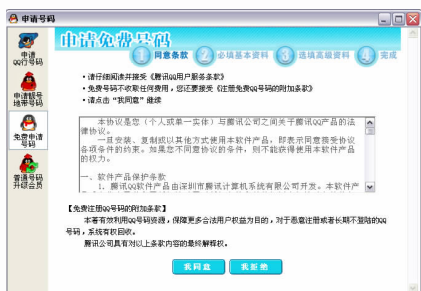 申请号码
申请免费号码
1 同意条款 2 必填基本资料 3 选填高级资料 4 完成
申请
QQ行号码
申请靓号
地带号码
免费申请
号码
普通号码
升级会员
·请仔细阅读并接受《腾讯QQ用户服务条款》
·免费号码不收取任何费用,您还要接受《注册免费QQ号码的附加条款》
·请点击“我同意”继续
本协议是您(个人或单一实体)与腾讯公司之间关于腾讯QQ产品的法
律协议。
一旦安装、复制或以其他方式使用本软件产品,即表示同意接受协议
各项条件的约束。如果您不同意协议的条件,则不能获得使用本软件产品
的权力。
一、软件产品保护条款
1、腾讯QQ软件产品由深圳市腾讯计算机系统有限公司开发。本软件产
【免费注册QQ号码的附加条款】
本着有效利用QQ号码资源,保障更多合法用户权益为目的,对于恶意注册或者长期不登陆的QQ
号码,系统有权回收。
腾讯公司具有对以上条款内容的最终解释权。
我同意 我拒绝